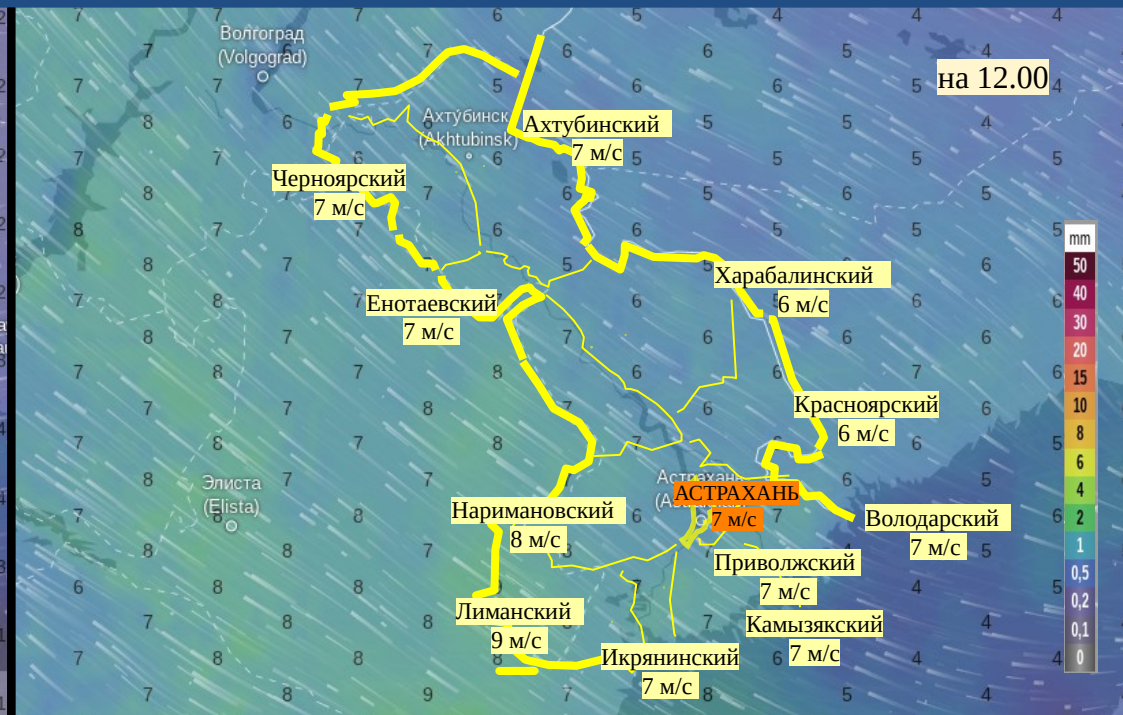 Волгоград
(Volgograd)
на 12.00
Ахтубинск
(Akhtubinsk)
Ахтубинский
7 м/с
Черноярский
7 м/с
Харабалинский
6 м/с
Енотаевский
7 м/с
Красноярский
6 м/с
Элиста
(Elista)
Астрахань
АСТРАХАНЬ
7 м/с
Наримановский
8 м/с
Володарский
7 м/с
Приволжский
7 м/с
Лиманский
9 м/с
Камызякский
7 м/с
Икрянинский
7 м/с
mm
50
40
30
20
15
10
8
6
4
2
1
0,5
0,2
0,1
0